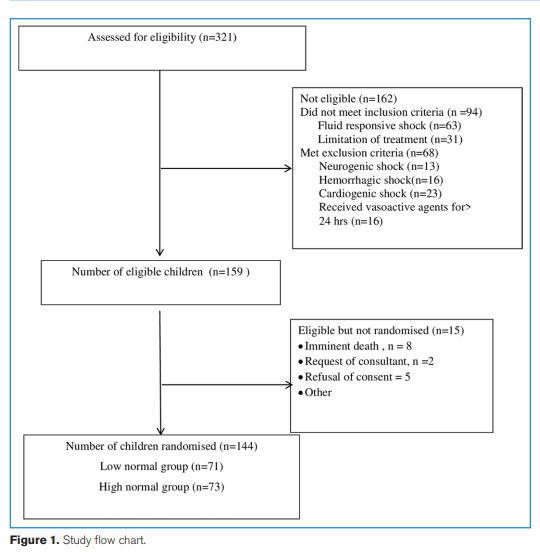 Assessed for eligibility (n=321)
Not eligible (n=162)
Did not meet inclusion criteria (n =94)
Fluid responsive shock (n=63)
Limitation of treatment (n=31)
Met exclusion criteria (n=68)
Neurogenic shock (n=13)
Hemorrhagic shock(n=16)
Cardiogenic shock (n=23)
Received vasoactive agents for>
24 hrs (n=16)
Number of eligible children (n=159 )
Eligible but not randomised (n=15)
•Imminent death , n = 8
•Request of consultant, n =2
•Refusal of consent = 5
•Other
Number of children randomised (n=144)
Low normal group (n=71)
High normal group (n=73)
Figure 1. Study flow chart.